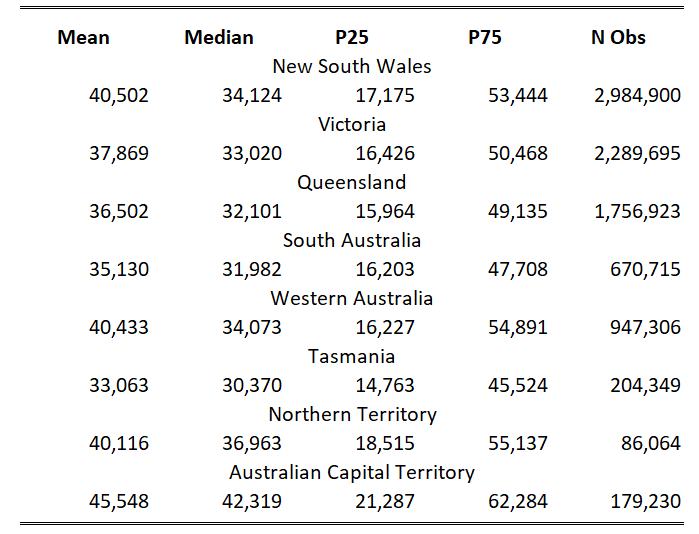 Mean Median P25 P75 N Obs
New South Wales
40,502 34,124 17,175 53,444 2,984,900
Victoria
37,869 33,020 16,426 50,468 2,289,695
Queensland
36,502 32,101 15,964 49,135 1,756,923
South Australia
35,130 31,982 16,203 47,708 670,715
Western Australia
40,433 34,073 16,227 54,891 947,306
Tasmania
33,063 30,370 14,763 45,524 204,349
Northern Territory
40,116 36,963 18,515 55,137 86,064
Australian Capital Territory
45,548 42,319 21,287 62,284 179,230